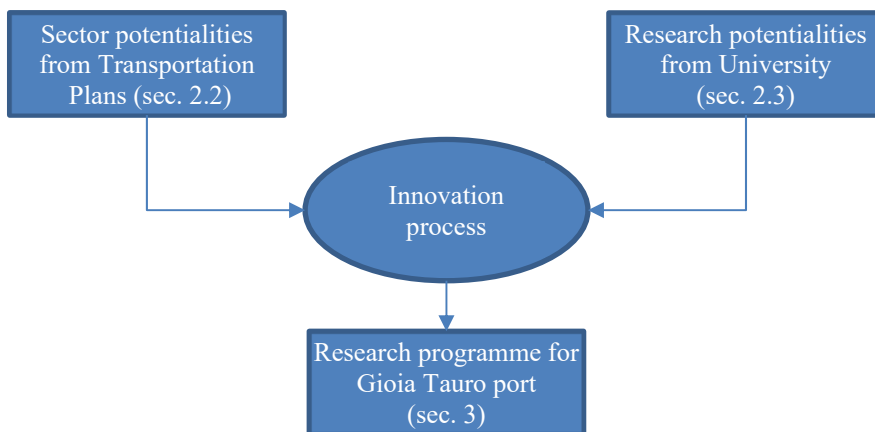 Sector potentialities
from Transportation
Plans (sec. 2.2)
Research potentialities
from University
(sec. 2.3)
Innovation
process
Research programme for
Gioia Tauro port
(sec. 3)